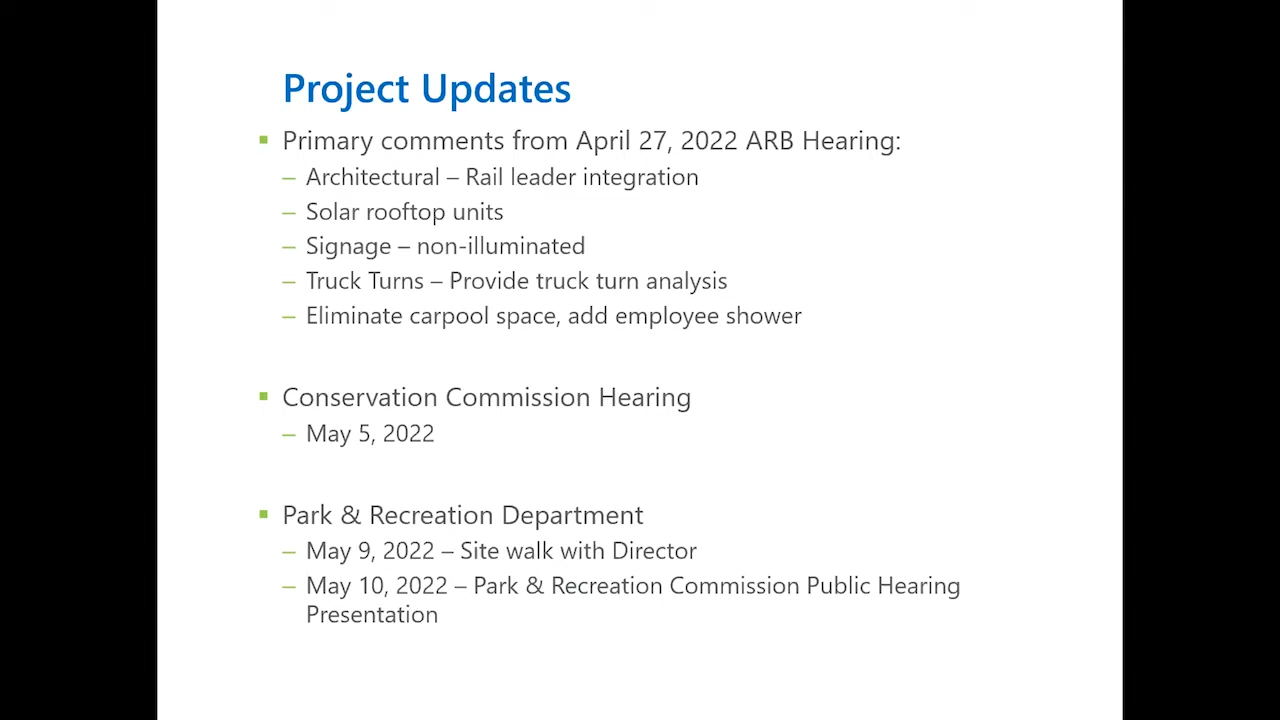 Project Updates
▪ Primary comments from April 27, 2022 ARB Hearing:
– Architectural – Rail leader integration
– Solar rooftop units
– Signage – non-illuminated
– Truck Turns – Provide truck turn analysis
– Eliminate carpool space, add employee shower
▪ Conservation Commission Hearing
– May 5, 2022
▪ Park & Recreation Department
– May 9, 2022 – Site walk with Director
– May 10, 2022 – Park & Recreation Commission Public Hearing
Presentation